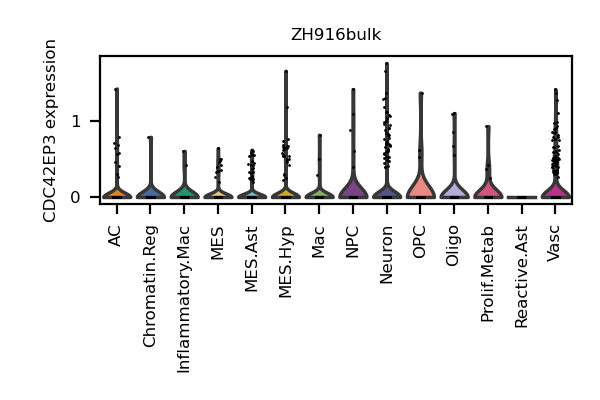 ZH916bulk
CDC42EP3 expression
1
0
AC
Chromatin.Reg
Inflammatory.Mac
MES
MES.Ast
MES.Hyp
Mac
NPC
Neuron
OPC
Oligo
Prolif.Metab
Reactive.Ast
Vasc